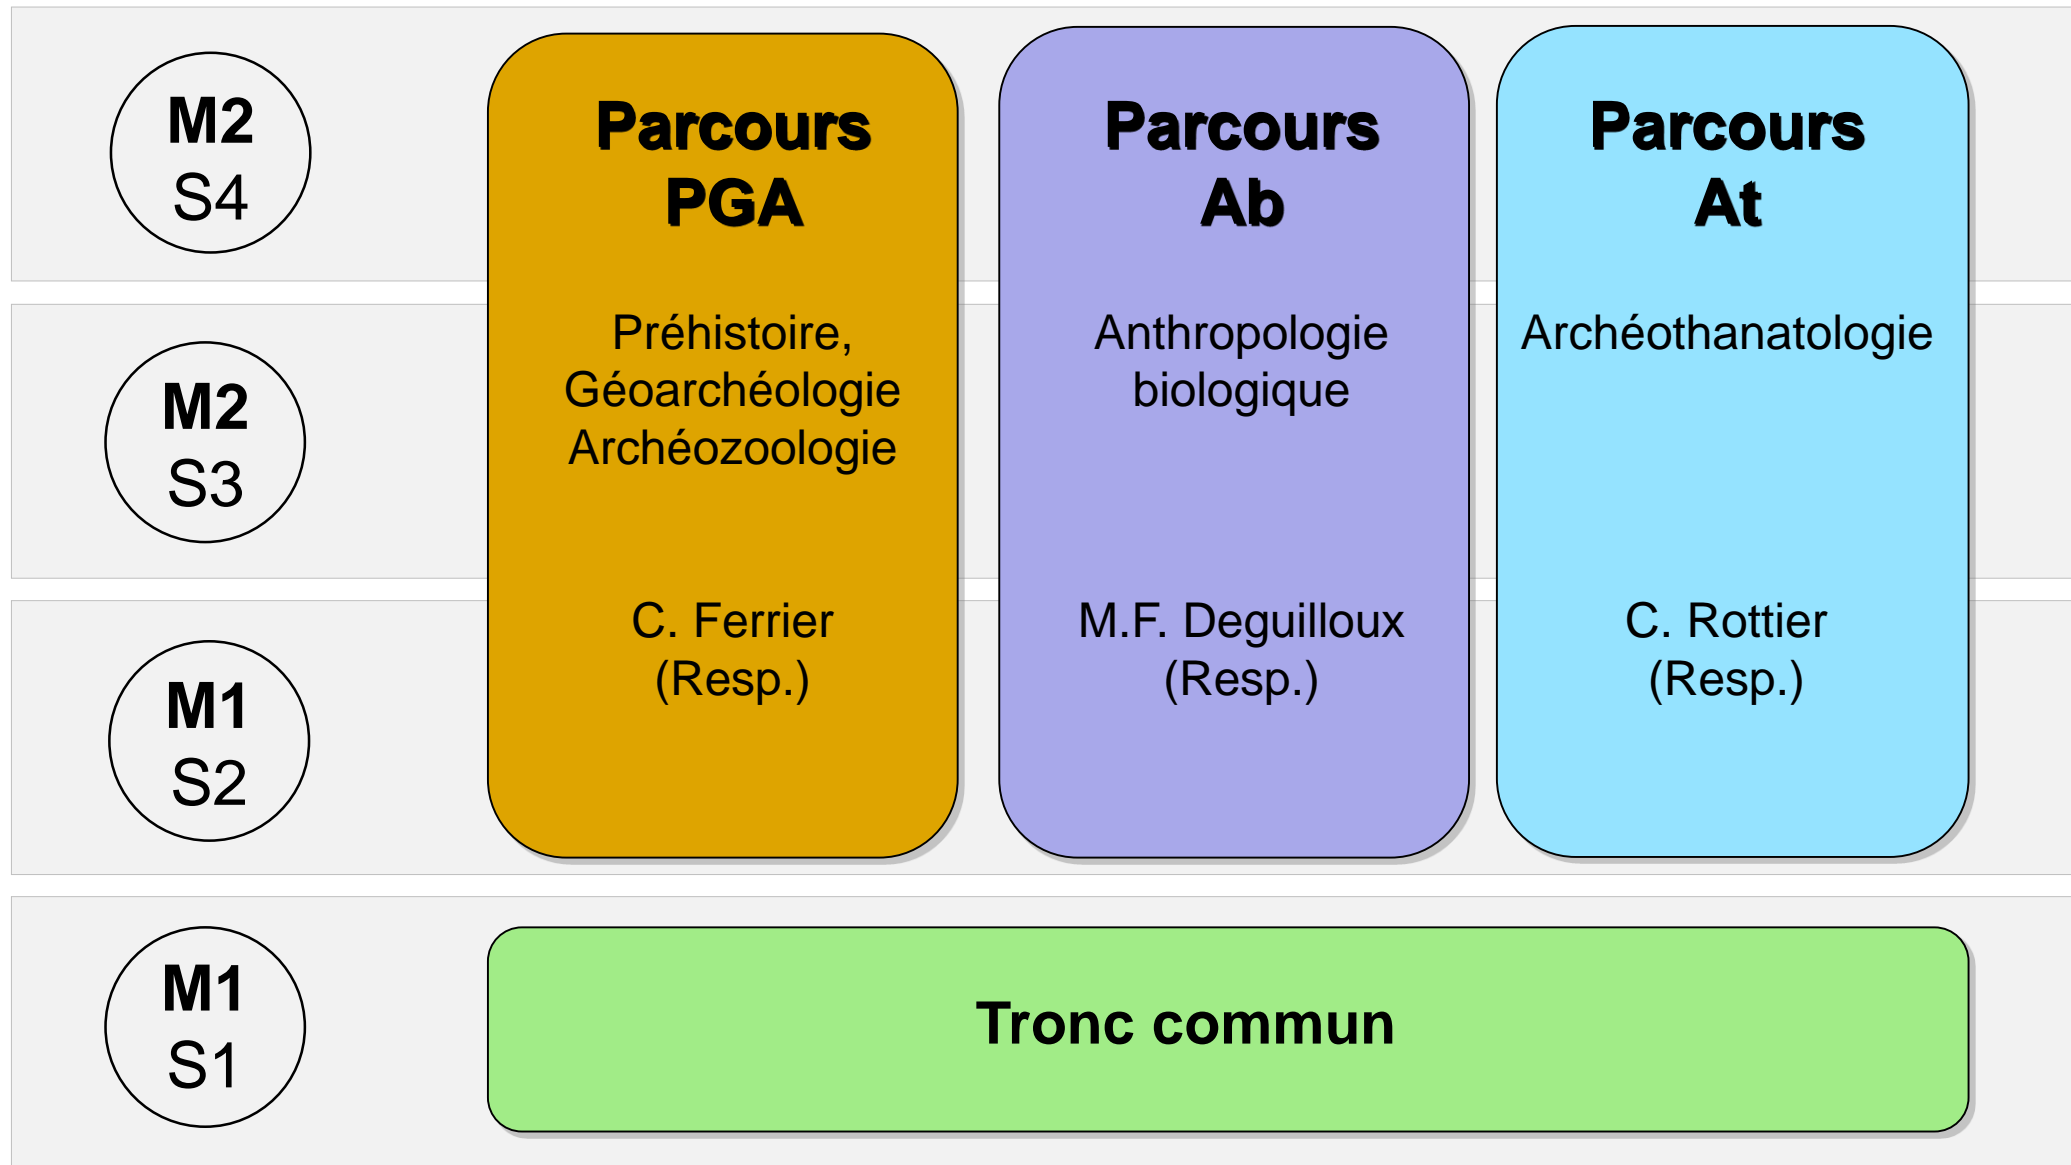 M2
S4
M2
S3
M1
S2
M1
S1
Parcours
PGA
Préhistoire,
Géoarchéologie
Archéozoologie
C. Ferrier
(Resp.)
Parcours
Ab
Anthropologie
biologique
M.F. Deguilloux
(Resp.)
Parcours
At
Archéothanatologie
C. Rottier
(Resp.)
Tronc commun